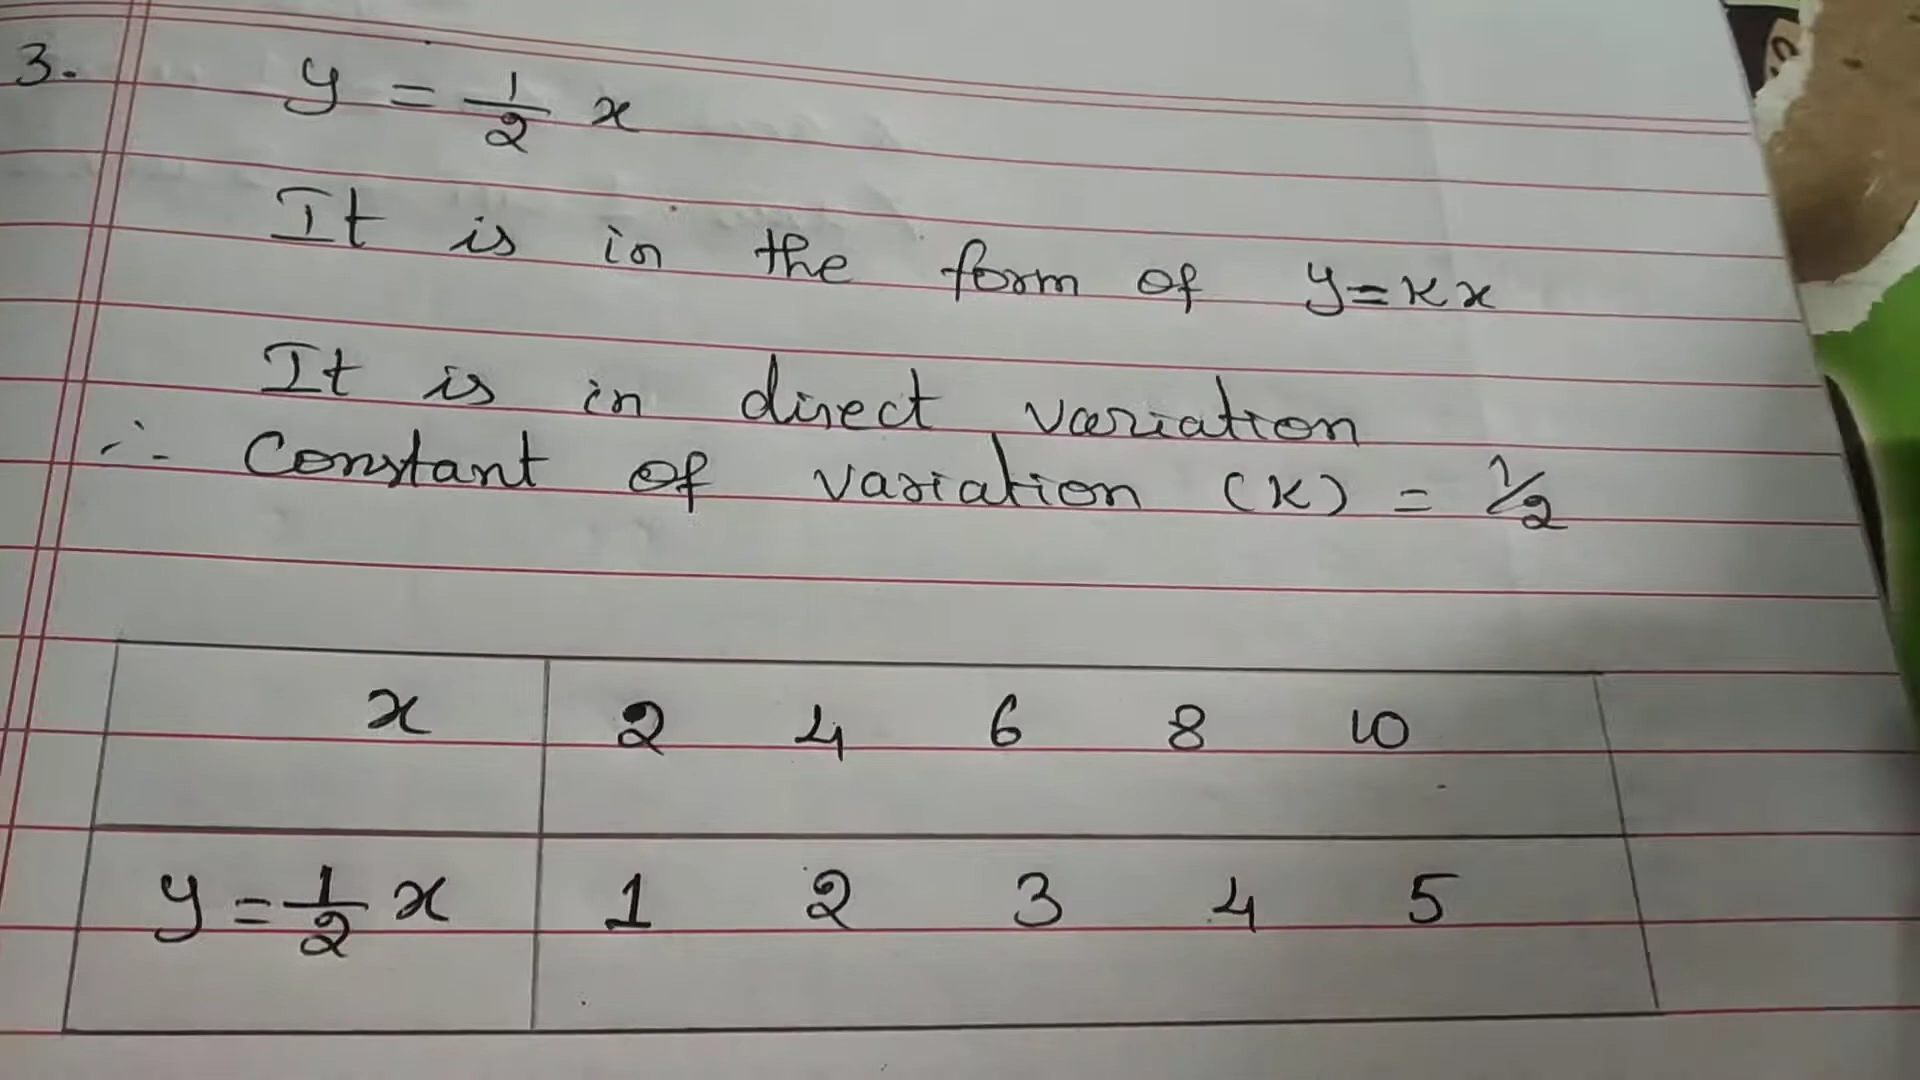 3. y = 1/2 x
It is in the form of y=kx
It is in direct variation
∴ Constant of variation (k) = 1/2
x 2 4 6 8 10
y = 1/2 x 1 2 3 4 5